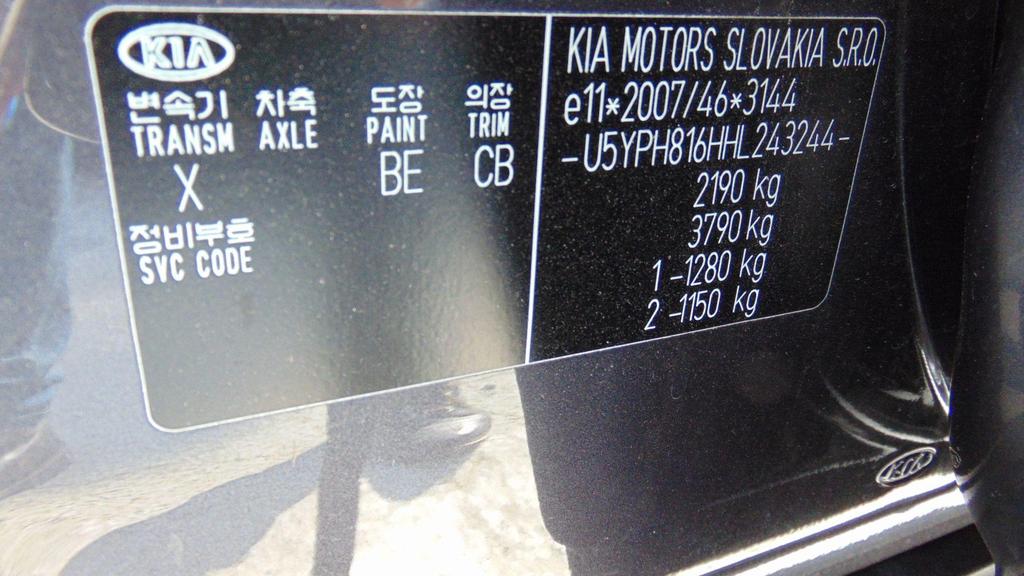 KIA
변속기 차축 도장 의장
TRANSM AXLE PAINT TRIM
X BE CB
정비부호
SVC CODE
KIA MOTORS SLOVAKIA S.R.O.
e11*2007/46*3144
-U5YPH816HHL243244-
2190 kg
3790 kg
1 -1280 kg
2 -1150 kg
KIA